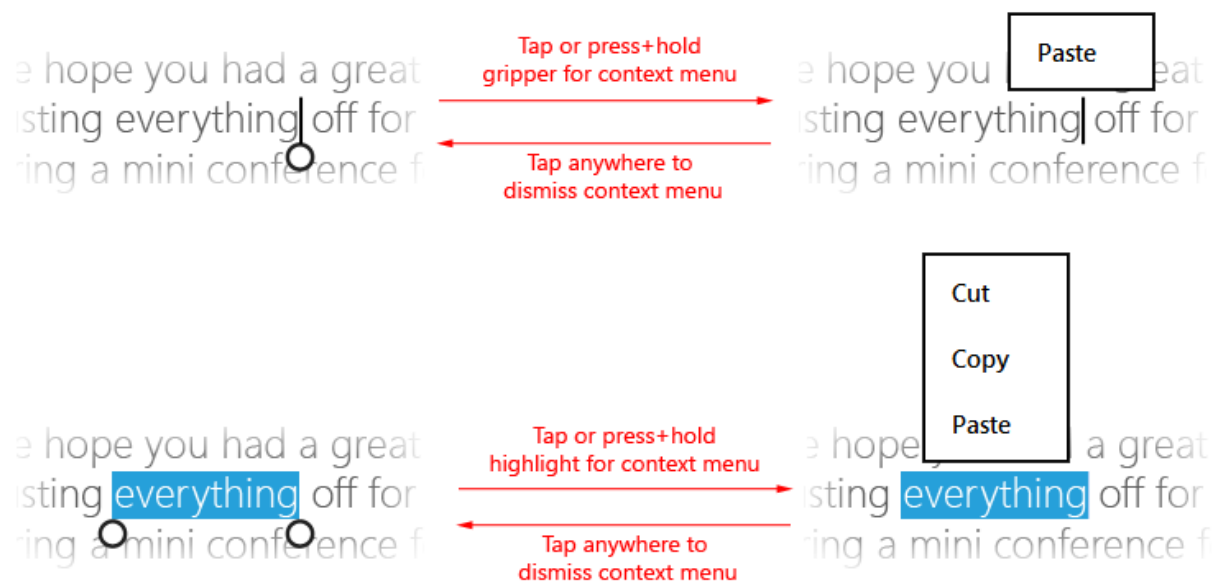 e hope you had a great
sting everything off for
ring a mini conference f
Tap or press+hold
gripper for context menu
Tap anywhere to
dismiss context menu
Paste
e hope you eat
sting everything off for
ring a mini conference f
e hope you had a great
sting everything off for
ing a mini conference f
Tap or press+hold
highlight for context menu
Tap anywhere to
dismiss context menu
Cut
Copy
Paste
e hope a great
sting everything off for
ing a mini conference f